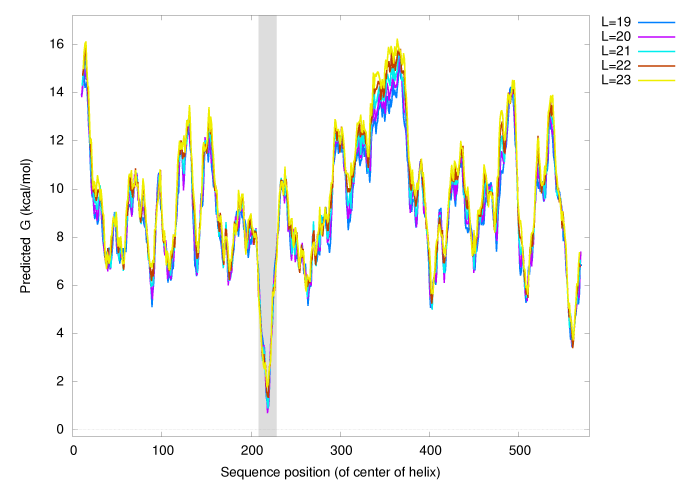 L=19
L=20
L=21
L=22
L=23
16
14
12
10
8
6
4
2
0
Predicted G (kcal/mol)
0 100 200 300 400 500
Sequence position (of center of helix)